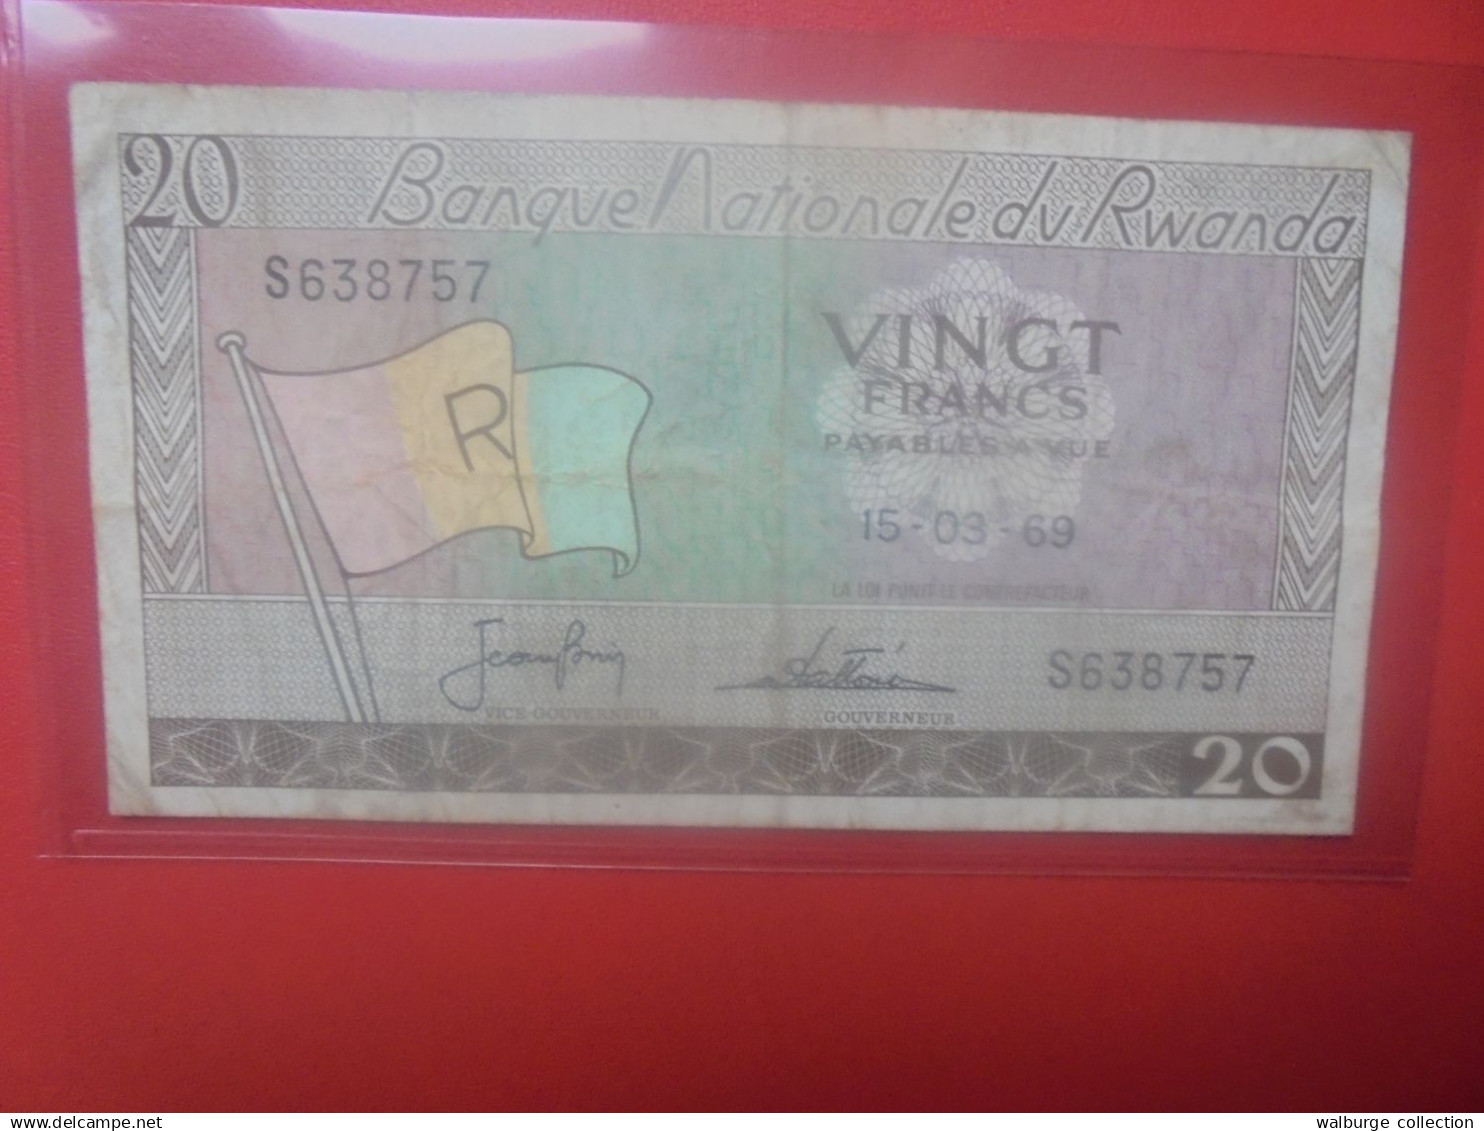 20
Banque Nationale du Rwanda
S638757
R
VINGT
FRANCS
PAYABLES A VUE
15-03-69
LA LOI PUNIT LE CONTREFACTEUR
VICE-GOUVERNEUR
GOUVERNEUR
S638757
20
www.delcampe.net
walburge collection